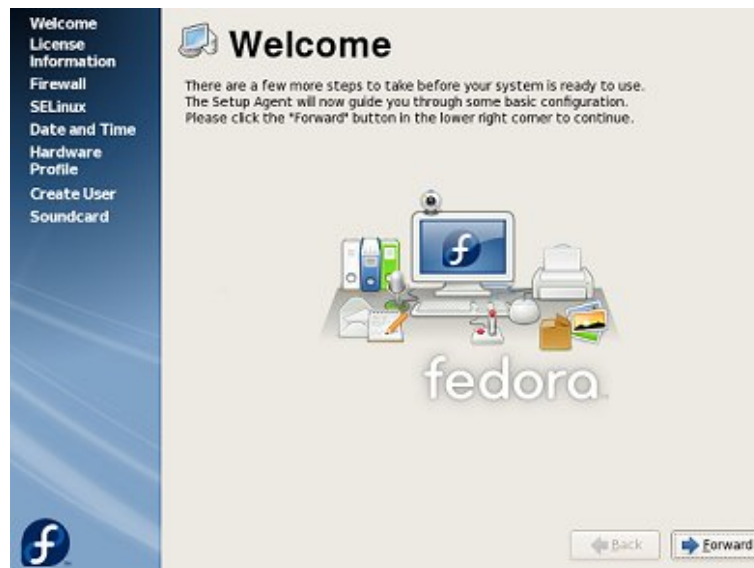 Welcome
License
Information
Firewall
SELinux
Date and Time
Hardware
Profile
Create User
Soundcard
Welcome
There are a few more steps to take before your system is ready to use.
The Setup Agent will now guide you through some basic configuration.
Please click the "Forward" button in the lower right corner to continue.
fedora
Back
Forward